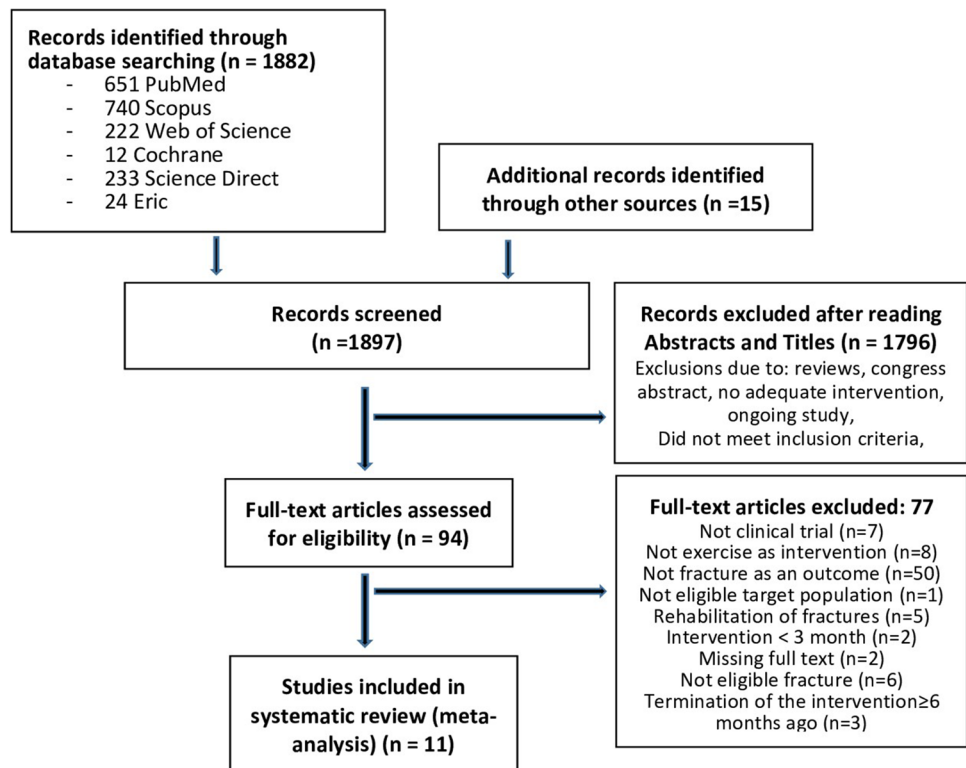 Records identified through
database searching (n = 1882)
- 651 PubMed
- 740 Scopus
- 222 Web of Science
- 12 Cochrane
- 233 Science Direct
- 24 Eric
Additional records identified
through other sources (n =15)
Records screened
(n =1897)
Records excluded after reading
Abstracts and Titles (n = 1796)
Exclusions due to: reviews, congress
abstract, no adequate intervention,
ongoing study,
Did not meet inclusion criteria,
Full-text articles assessed
for eligibility (n = 94)
Full-text articles excluded: 77
Not clinical trial (n=7)
Not exercise as intervention (n=8)
Not fracture as an outcome (n=50)
Not eligible target population (n=1)
Rehabilitation of fractures (n=5)
Intervention < 3 month (n=2)
Missing full text (n=2)
Not eligible fracture (n=6)
Termination of the intervention≥6
months ago (n=3)
Studies included in
systematic review (meta-
analysis) (n = 11)